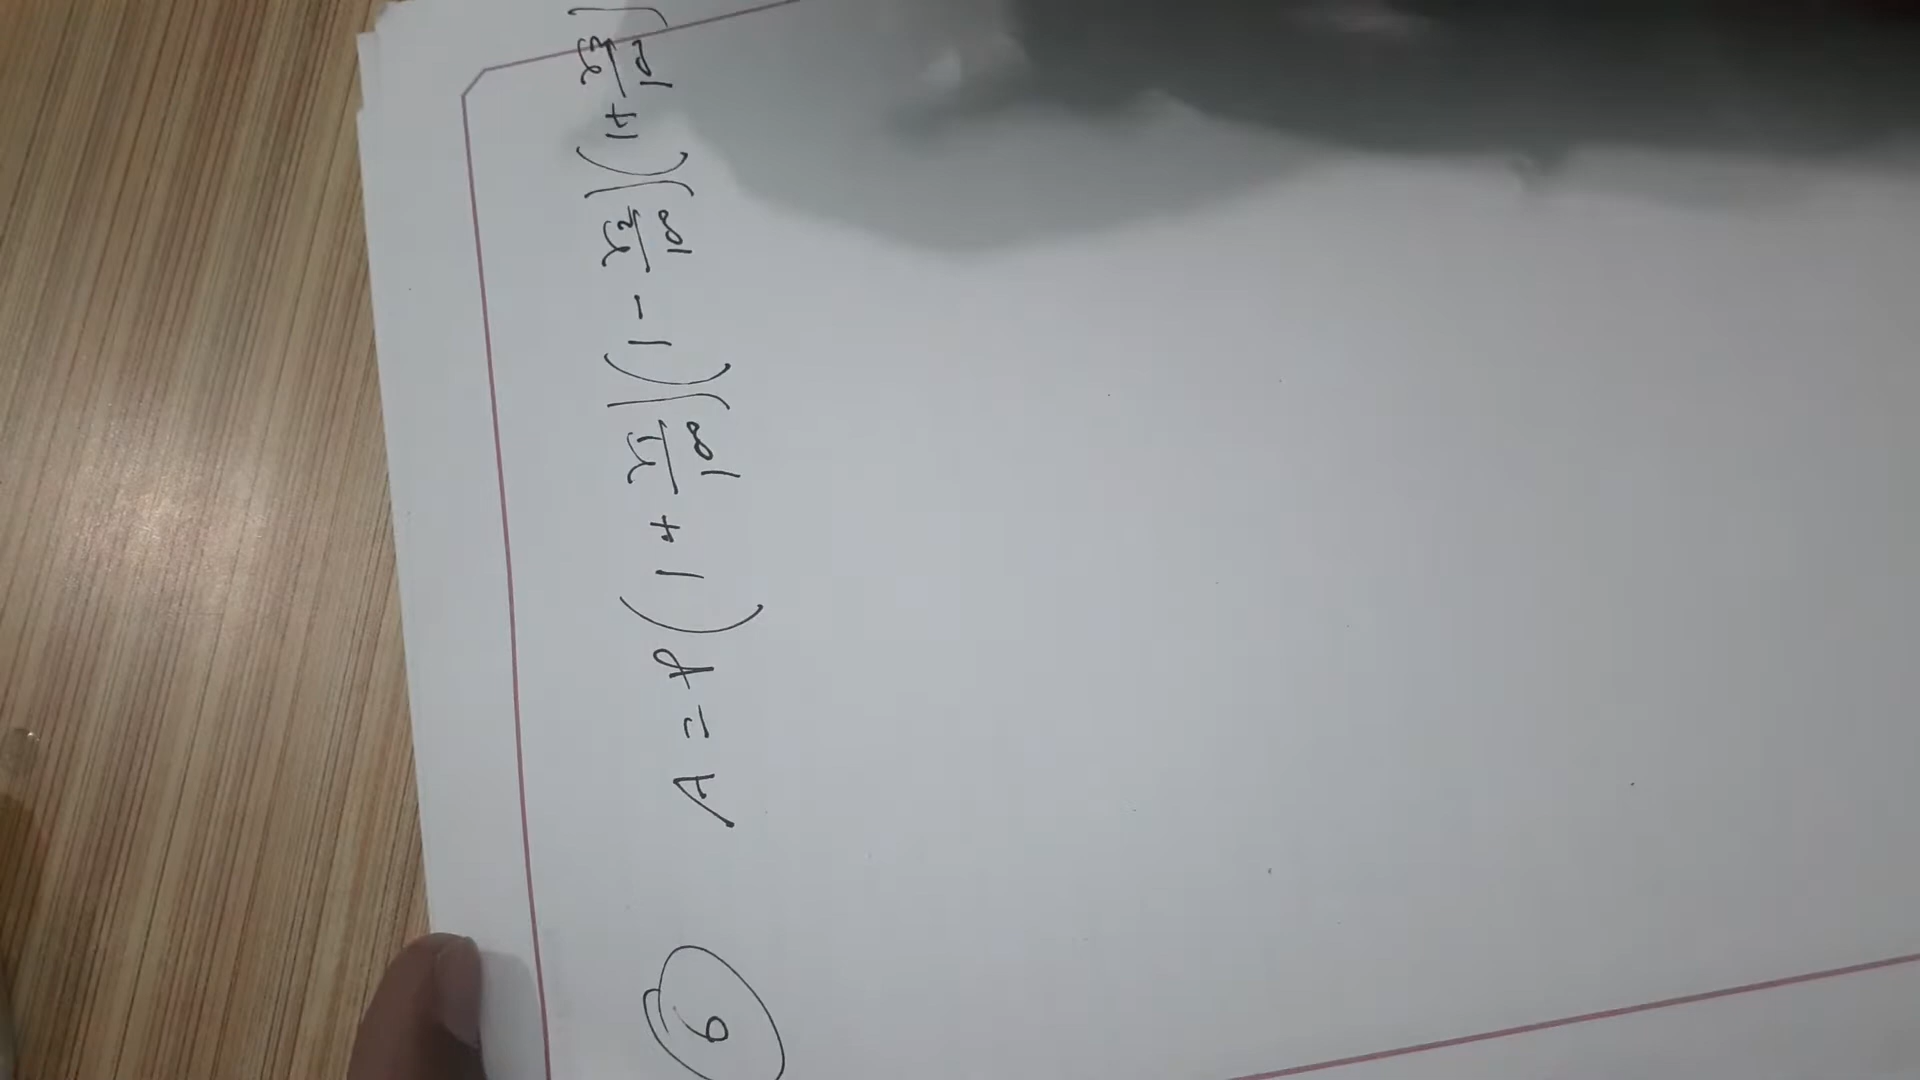 6 A = P(1 + r1/100)(1 - r2/100)(1 + r3/100)